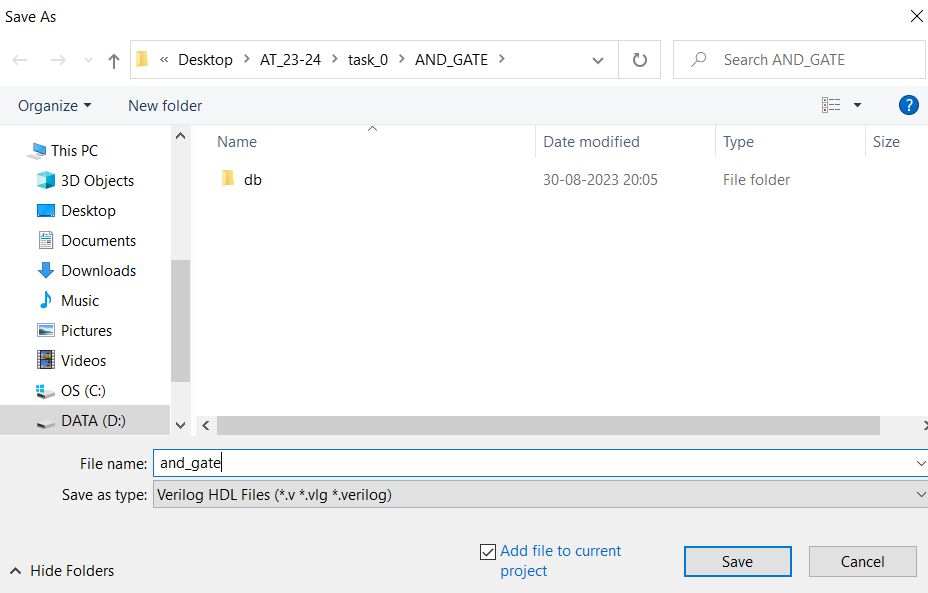 Save As
« Desktop > AT_23-24 > task_0 > AND_GATE >
Search AND_GATE
Organize
New folder
?
Name
Date modified
Type
Size
This PC
3D Objects
Desktop
Documents
Downloads
Music
Pictures
Videos
OS (C:)
DATA (D:)
db
30-08-2023 20:05
File folder
File name: and_gate
Save as type: Verilog HDL Files (*.v *.vlg *.verilog)
Add file to current
project
Save
Cancel
Hide Folders